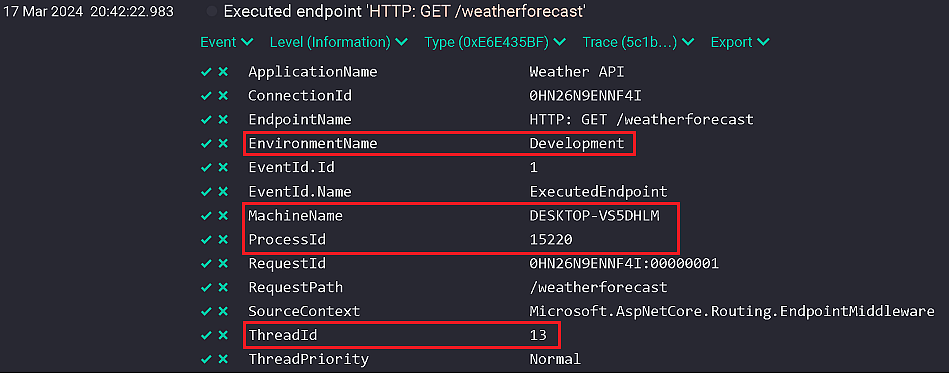 17 Mar 2024 20:42:22.983 Executed endpoint 'HTTP: GET /weatherforecast'
Event Level (Information) Type (0xE6E435BF) Trace (5c1b...) Export
ApplicationName Weather API
ConnectionId 0HN26N9ENNF4I
EndpointName HTTP: GET /weatherforecast
EnvironmentName Development
EventId.Id 1
EventId.Name ExecutedEndpoint
MachineName DESKTOP-VS5DHLM
ProcessId 15220
RequestId 0HN26N9ENNF4I:00000001
RequestPath /weatherforecast
SourceContext Microsoft.AspNetCore.Routing.EndpointMiddleware
ThreadId 13
ThreadPriority Normal